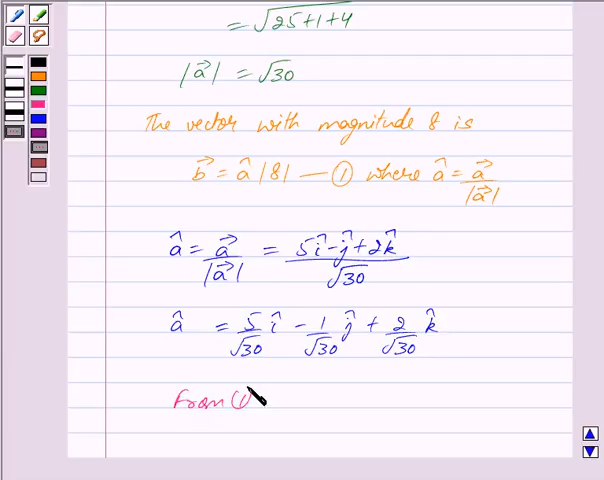 = √25+1+4
|a⃗| = √30
The vector with magnitude 8 is
b⃗ = â |8| — ① where â = a⃗/|a⃗|
â = a⃗/|a⃗| = (5î - ĵ + 2k̂)/√30
â = 5/√30 î - 1/√30 ĵ + 2/√30 k̂
From ①